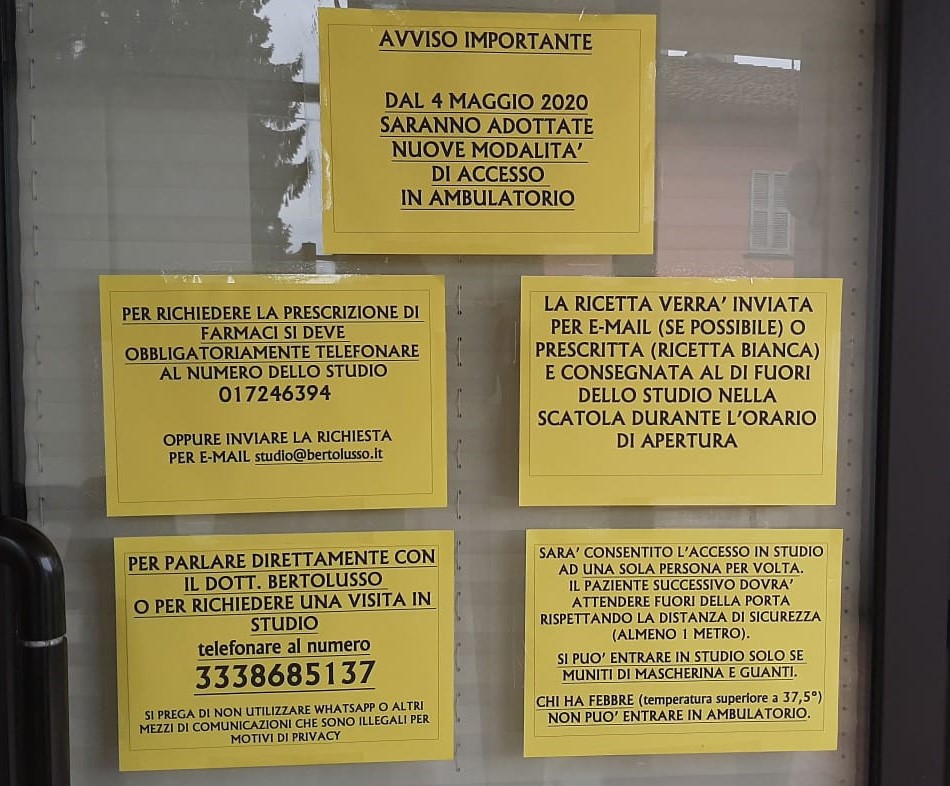 AVVISO IMPORTANTE
DAL 4 MAGGIO 2020
SARANNO ADOTTATE
NUOVE MODALITA'
DI ACCESSO
IN AMBULATORIO
PER RICHIEDERE LA PRESCRIZIONE DI
FARMACI SI DEVE
OBBLIGATORIAMENTE TELEFONARE
AL NUMERO DELLO STUDIO
017246394
OPPURE INVIARE LA RICHIESTA
PER E-MAIL studio@bertolusso.it
LA RICETTA VERRA' INVIATA
PER E-MAIL (SE POSSIBILE) O
PRESCRITTA (RICETTA BIANCA)
E CONSEGNATA AL DI FUORI
DELLO STUDIO NELLA
SCATOLA DURANTE L'ORARIO
DI APERTURA
PER PARLARE DIRETTAMENTE CON
IL DOTT. BERTOLUSSO
O PER RICHIEDERE UNA VISITA IN
STUDIO
telefonare al numero
3338685137
SI PREGA DI NON UTILIZZARE WHATSAPP O ALTRI
MEZZI DI COMUNICAZIONI CHE SONO ILLEGALI PER
MOTIVI DI PRIVACY
SARA' CONSENTITO L'ACCESSO IN STUDIO
AD UNA SOLA PERSONA PER VOLTA.
IL PAZIENTE SUCCESSIVO DOVRA'
ATTENDERE FUORI DELLA PORTA
RISPETTANDO LA DISTANZA DI SICUREZZA
(ALMENO 1 METRO).
SI PUO' ENTRARE IN STUDIO SOLO SE
MUNITI DI MASCHERINA E GUANTI.
CHI HA FEBBRE (temperatura superiore a 37,5°)
NON PUO' ENTRARE IN AMBULATORIO.